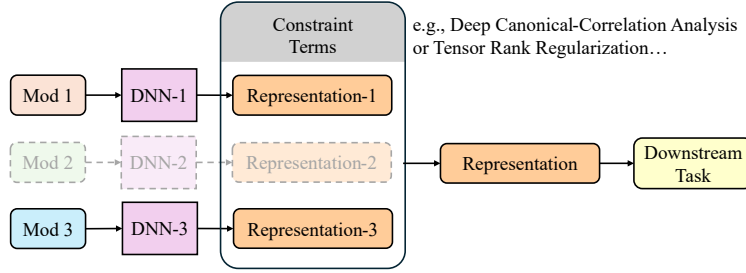 Constraint
Terms
e.g., Deep Canonical-Correlation Analysis
or Tensor Rank Regularization…
Mod 1
DNN-1
Representation-1
Mod 2
DNN-2
Representation-2
Representation
Downstream
Task
Mod 3
DNN-3
Representation-3